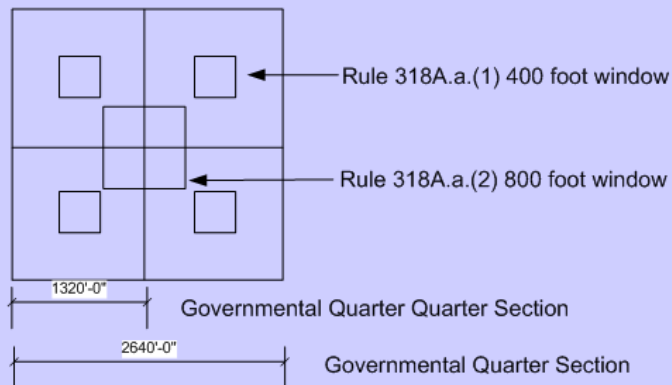 Rule 318A.a.(1) 400 foot window
Rule 318A.a.(2) 800 foot window
1320'-0"
Governmental Quarter Quarter Section
2640'-0"
Governmental Quarter Section